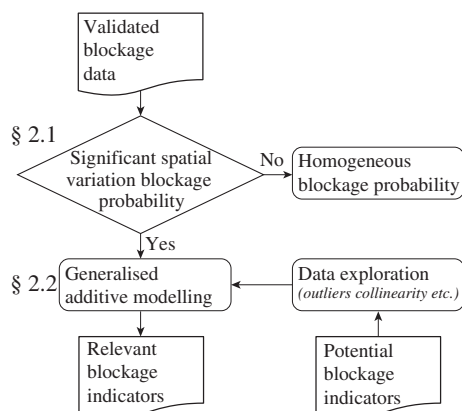 Validated
blockage
data
§ 2.1
Significant spatial
variation blockage
probability
No
Homogeneous
blockage probability
Yes
§ 2.2
Generalised
additive modelling
Data exploration
(outliers collinearity etc.)
Relevant
blockage
indicators
Potential
blockage
indicators